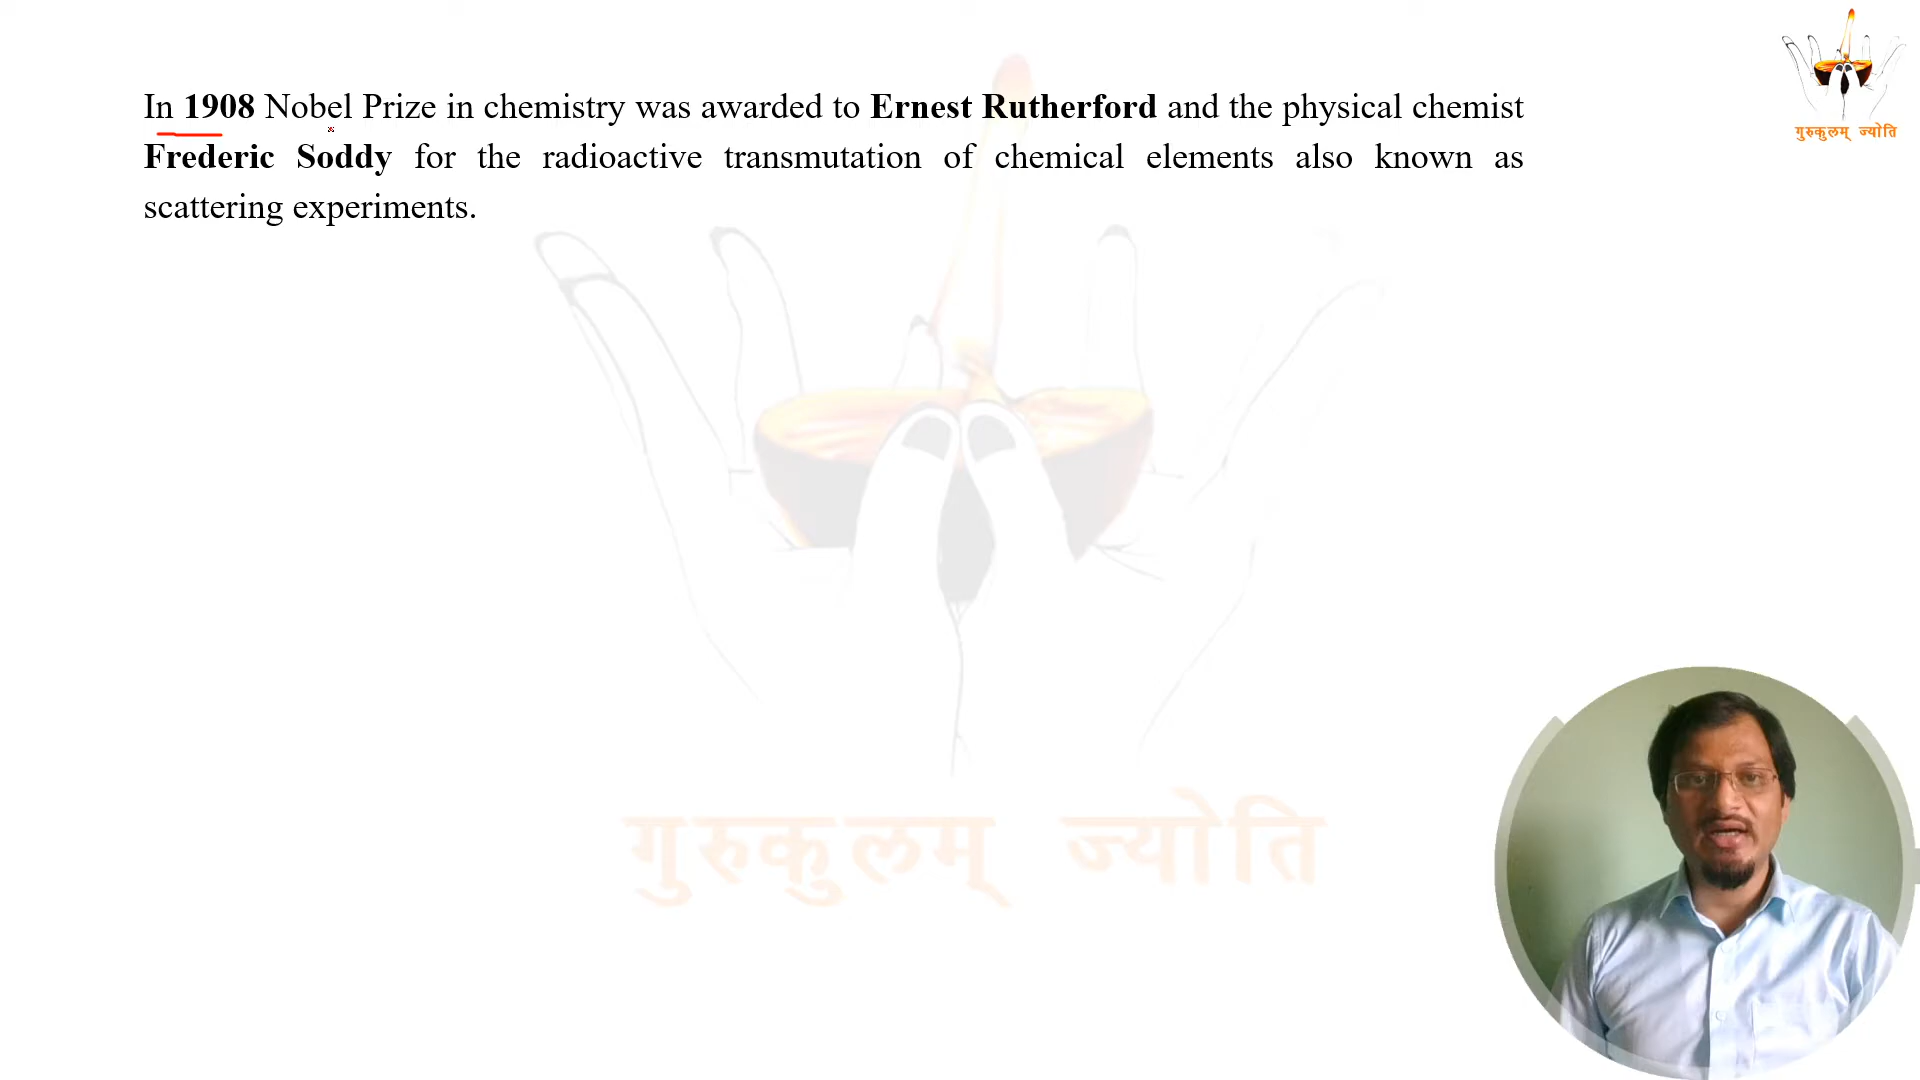 In 1908 Nobel Prize in chemistry was awarded to Ernest Rutherford and the physical chemist
Frederic Soddy for the radioactive transmutation of chemical elements also known as
scattering experiments.
गुरुकुलम् ज्योति
गुरुकुलम् ज्योति